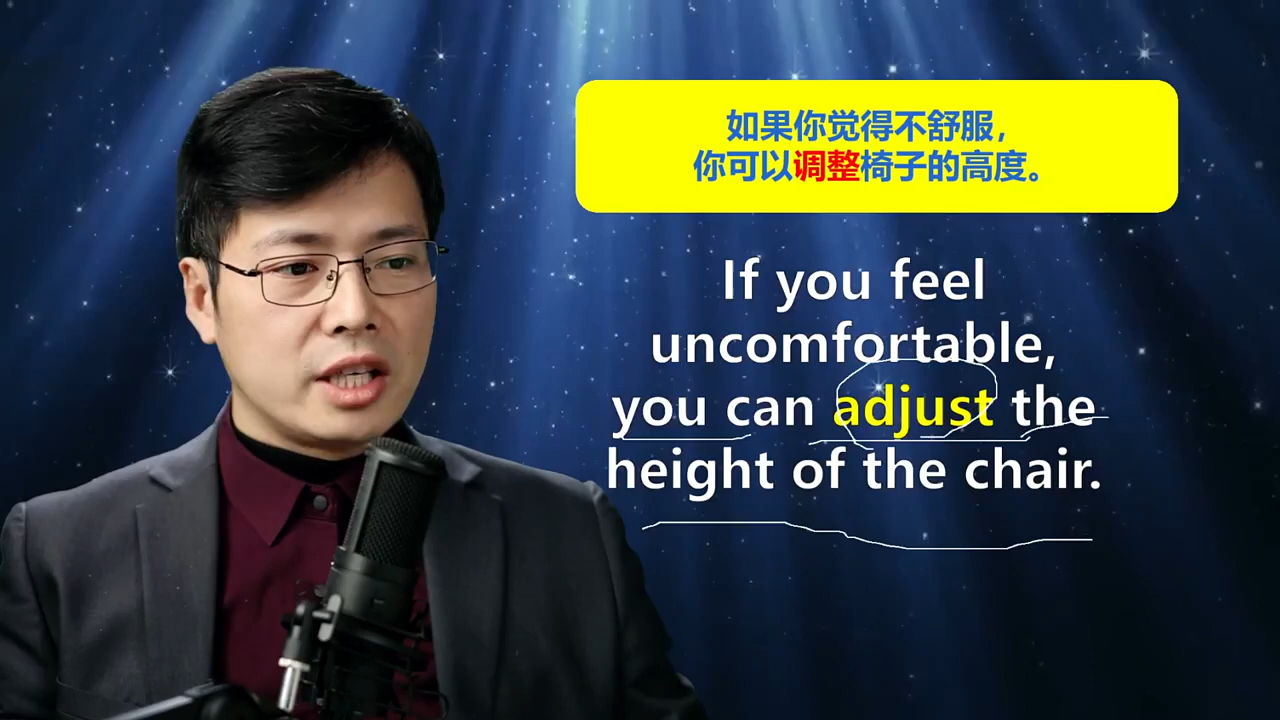 如果你觉得不舒服，
你可以调整椅子的高度。
If you feel
uncomfortable,
you can adjust the
height of the chair.